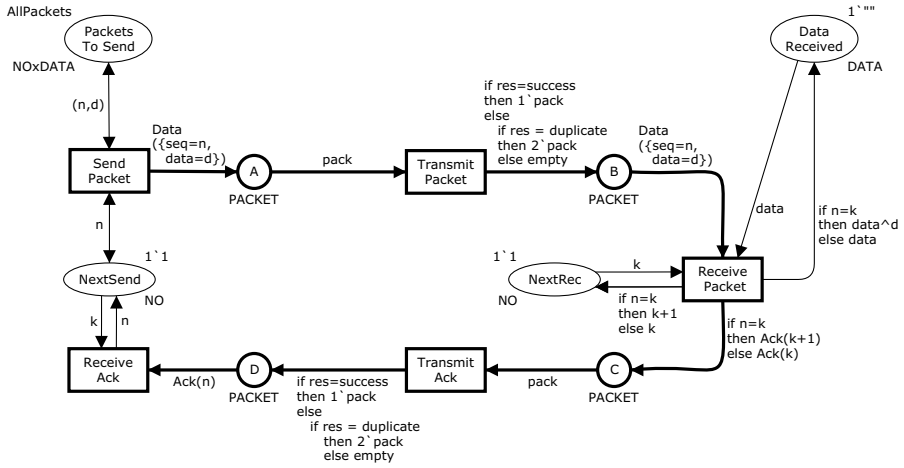 AllPackets
Packets
To Send
NOxDATA
1`""
Data
Received
DATA
(n,d)
if res=success
then 1`pack
else
if res = duplicate
then 2`pack
else empty
Data
({seq=n,
data=d})
Send
Packet
A
PACKET
pack
Transmit
Packet
Data
({seq=n,
data=d})
B
PACKET
n
data
if n=k
then data^d
else data
1`1
NextSend
NO
1`1
NextRec
NO
k
if n=k
then k+1
else k
Receive
Packet
k
n
if n=k
then Ack(k+1)
else Ack(k)
Receive
Ack
Ack(n)
D
PACKET
if res=success
then 1`pack
else
if res = duplicate
then 2`pack
else empty
Transmit
Ack
pack
C
PACKET